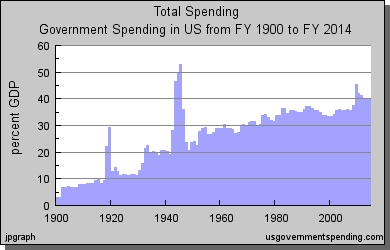 Total Spending
Government Spending in US from FY 1900 to FY 2014
percent GDP
60
50
40
30
20
10
0
1900 1920 1940 1960 1980 2000
jpgraph usgovernmentspending.com